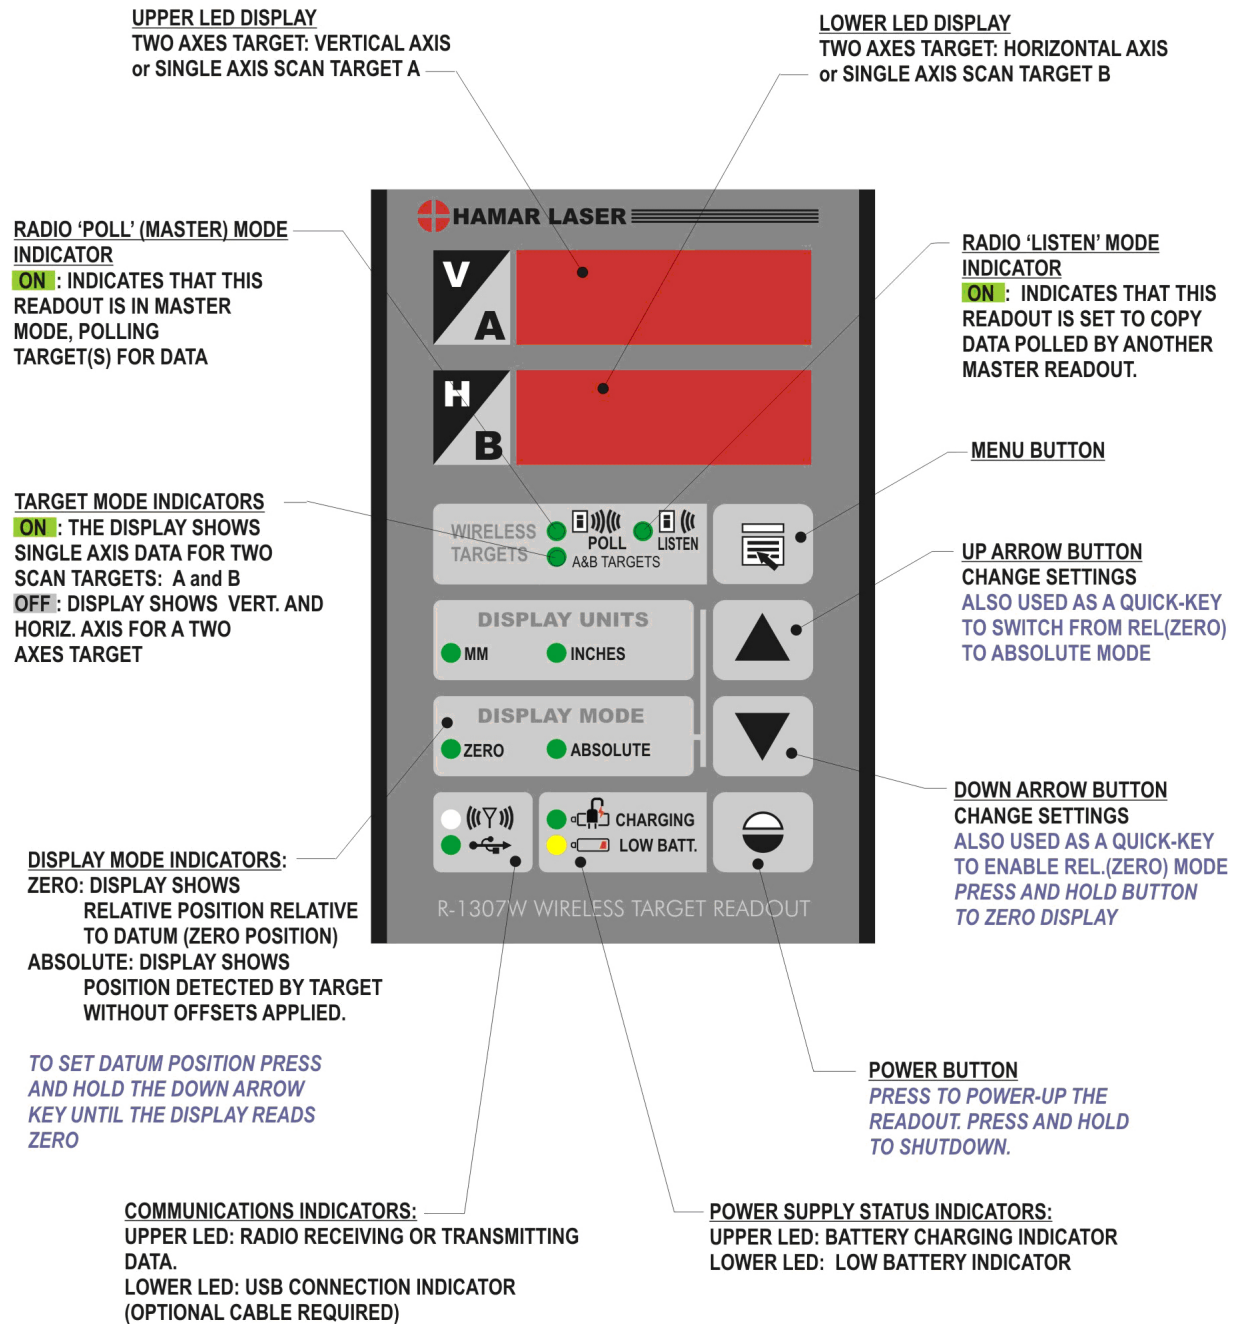 UPPER LED DISPLAY
TWO AXES TARGET: VERTICAL AXIS
or SINGLE AXIS SCAN TARGET A
LOWER LED DISPLAY
TWO AXES TARGET: HORIZONTAL AXIS
or SINGLE AXIS SCAN TARGET B
RADIO ‘POLL’ (MASTER) MODE
INDICATOR
ON : INDICATES THAT THIS
READOUT IS IN MASTER
MODE, POLLING
TARGET(S) FOR DATA
TARGET MODE INDICATORS
ON : THE DISPLAY SHOWS
SINGLE AXIS DATA FOR TWO
SCAN TARGETS: A and B
OFF : DISPLAY SHOWS VERT. AND
HORIZ. AXIS FOR A TWO
AXES TARGET
DISPLAY MODE INDICATORS:
ZERO: DISPLAY SHOWS
RELATIVE POSITION RELATIVE
TO DATUM (ZERO POSITION)
ABSOLUTE: DISPLAY SHOWS
POSITION DETECTED BY TARGET
WITHOUT OFFSETS APPLIED.
TO SET DATUM POSITION PRESS
AND HOLD THE DOWN ARROW
KEY UNTIL THE DISPLAY READS
ZERO
HAMAR LASER
V
A
H
B
WIRELESS
TARGETS
POLL
LISTEN
A&B TARGETS
DISPLAY UNITS
MM
INCHES
DISPLAY MODE
ZERO
ABSOLUTE
CHARGING
LOW BATT.
R-1307W WIRELESS TARGET READOUT
RADIO ‘LISTEN’ MODE
INDICATOR
ON : INDICATES THAT THIS
READOUT IS SET TO COPY
DATA POLLED BY ANOTHER
MASTER READOUT.
MENU BUTTON
UP ARROW BUTTON
CHANGE SETTINGS
ALSO USED AS A QUICK-KEY
TO SWITCH FROM REL(ZERO)
TO ABSOLUTE MODE
DOWN ARROW BUTTON
CHANGE SETTINGS
ALSO USED AS A QUICK-KEY
TO ENABLE REL.(ZERO) MODE
PRESS AND HOLD BUTTON
TO ZERO DISPLAY
POWER BUTTON
PRESS TO POWER-UP THE
READOUT. PRESS AND HOLD
TO SHUTDOWN.
COMMUNICATIONS INDICATORS:
UPPER LED: RADIO RECEIVING OR TRANSMITTING
DATA.
LOWER LED: USB CONNECTION INDICATOR
(OPTIONAL CABLE REQUIRED)
POWER SUPPLY STATUS INDICATORS:
UPPER LED: BATTERY CHARGING INDICATOR
LOWER LED: LOW BATTERY INDICATOR